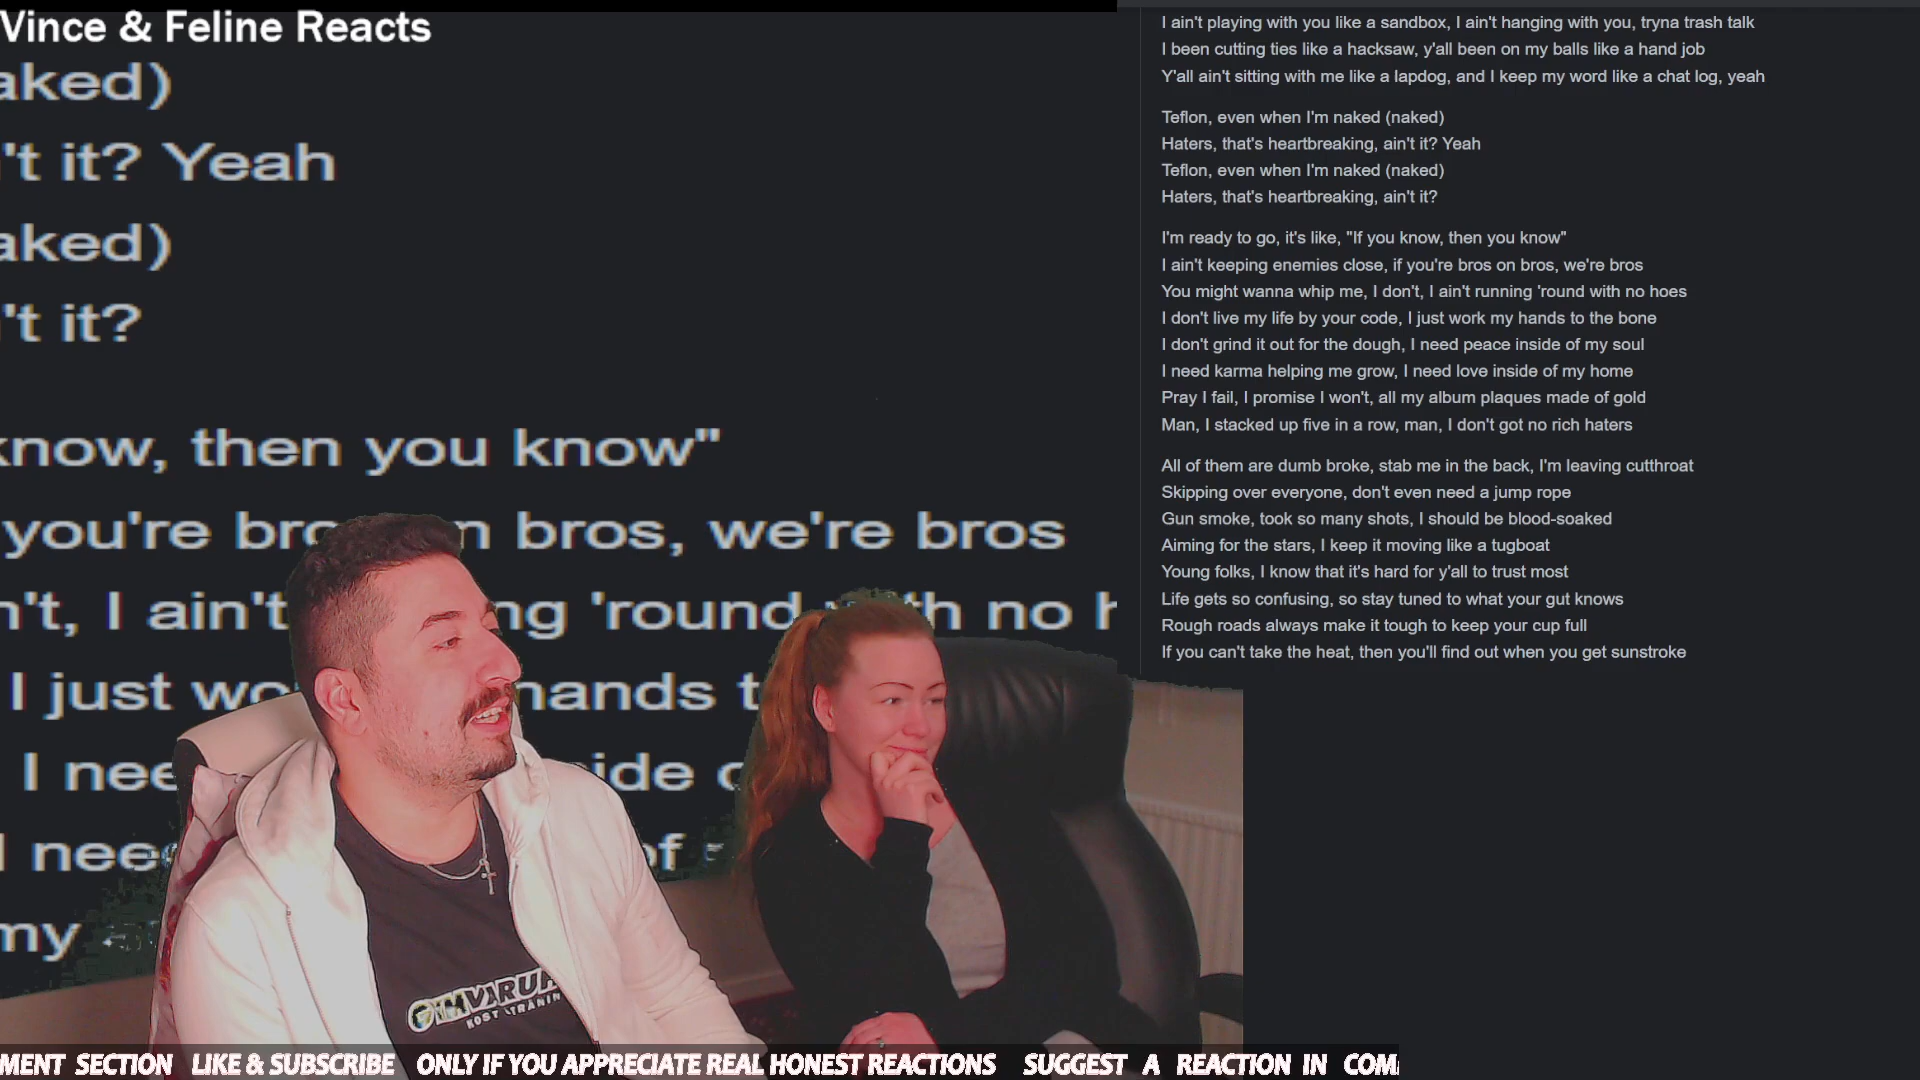 Vince & Feline Reacts
aked)
't it? Yeah
aked)
't it?
know, then you know"
you're bro n bros, we're bros
n't, I ain't ng 'round with no h
I just wo hands t
I nee ide o
I nee of
my
GYMVARUH
KOST TRÄNIN
I ain't playing with you like a sandbox, I ain't hanging with you, tryna trash talk
I been cutting ties like a hacksaw, y'all been on my balls like a hand job
Y'all ain't sitting with me like a lapdog, and I keep my word like a chat log, yeah
Teflon, even when I'm naked (naked)
Haters, that's heartbreaking, ain't it? Yeah
Teflon, even when I'm naked (naked)
Haters, that's heartbreaking, ain't it?
I'm ready to go, it's like, "If you know, then you know"
I ain't keeping enemies close, if you're bros on bros, we're bros
You might wanna whip me, I don't, I ain't running 'round with no hoes
I don't live my life by your code, I just work my hands to the bone
I don't grind it out for the dough, I need peace inside of my soul
I need karma helping me grow, I need love inside of my home
Pray I fail, I promise I won't, all my album plaques made of gold
Man, I stacked up five in a row, man, I don't got no rich haters
All of them are dumb broke, stab me in the back, I'm leaving cutthroat
Skipping over everyone, don't even need a jump rope
Gun smoke, took so many shots, I should be blood-soaked
Aiming for the stars, I keep it moving like a tugboat
Young folks, I know that it's hard for y'all to trust most
Life gets so confusing, so stay tuned to what your gut knows
Rough roads always make it tough to keep your cup full
If you can't take the heat, then you'll find out when you get sunstroke
MENT SECTION LIKE & SUBSCRIBE ONLY IF YOU APPRECIATE REAL HONEST REACTIONS SUGGEST A REACTION IN COM